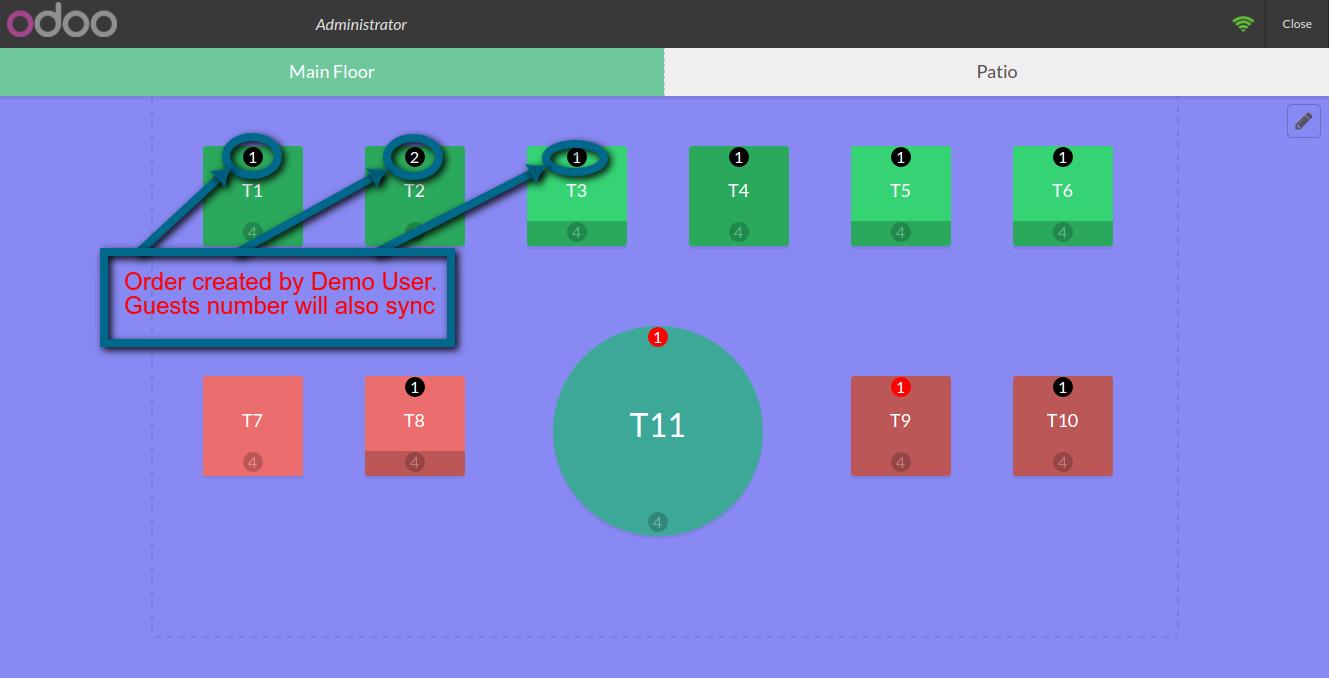 odoo
Administrator
Close
Main Floor
Patio
1
2
1
1
1
1
T1
T2
T3
T4
T5
T6
4
4
4
4
4
Order created by Demo User.
Guests number will also sync
1
1
1
1
T7
T8
T11
T9
T10
4
4
4
4
4